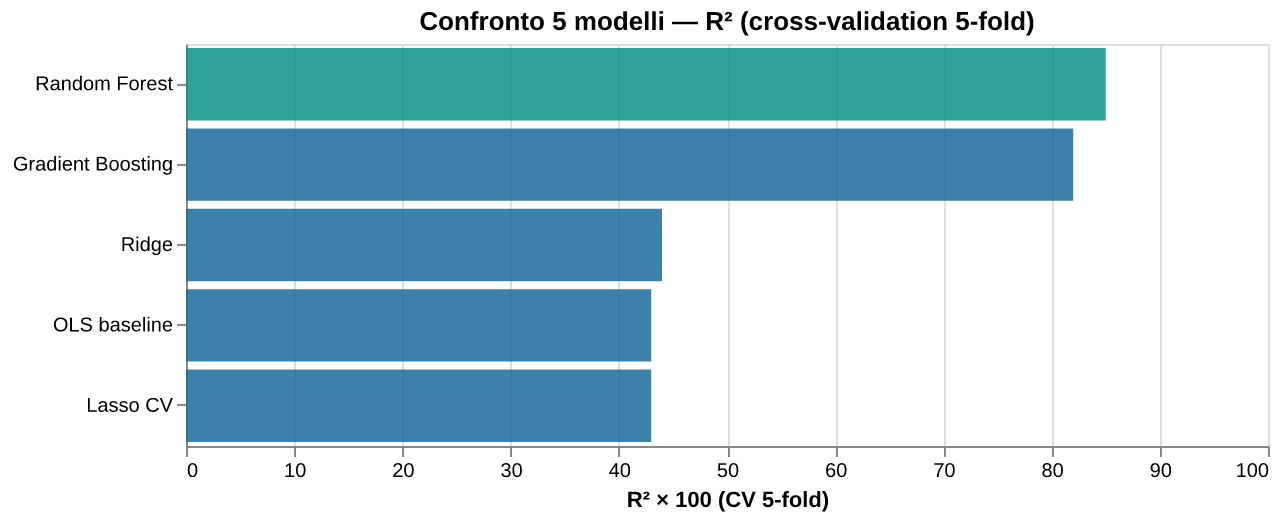 Confronto 5 modelli — R² (cross-validation 5-fold)
Random Forest
Gradient Boosting
Ridge
OLS baseline
Lasso CV
0 10 20 30 40 50 60 70 80 90 100
R² × 100 (CV 5-fold)